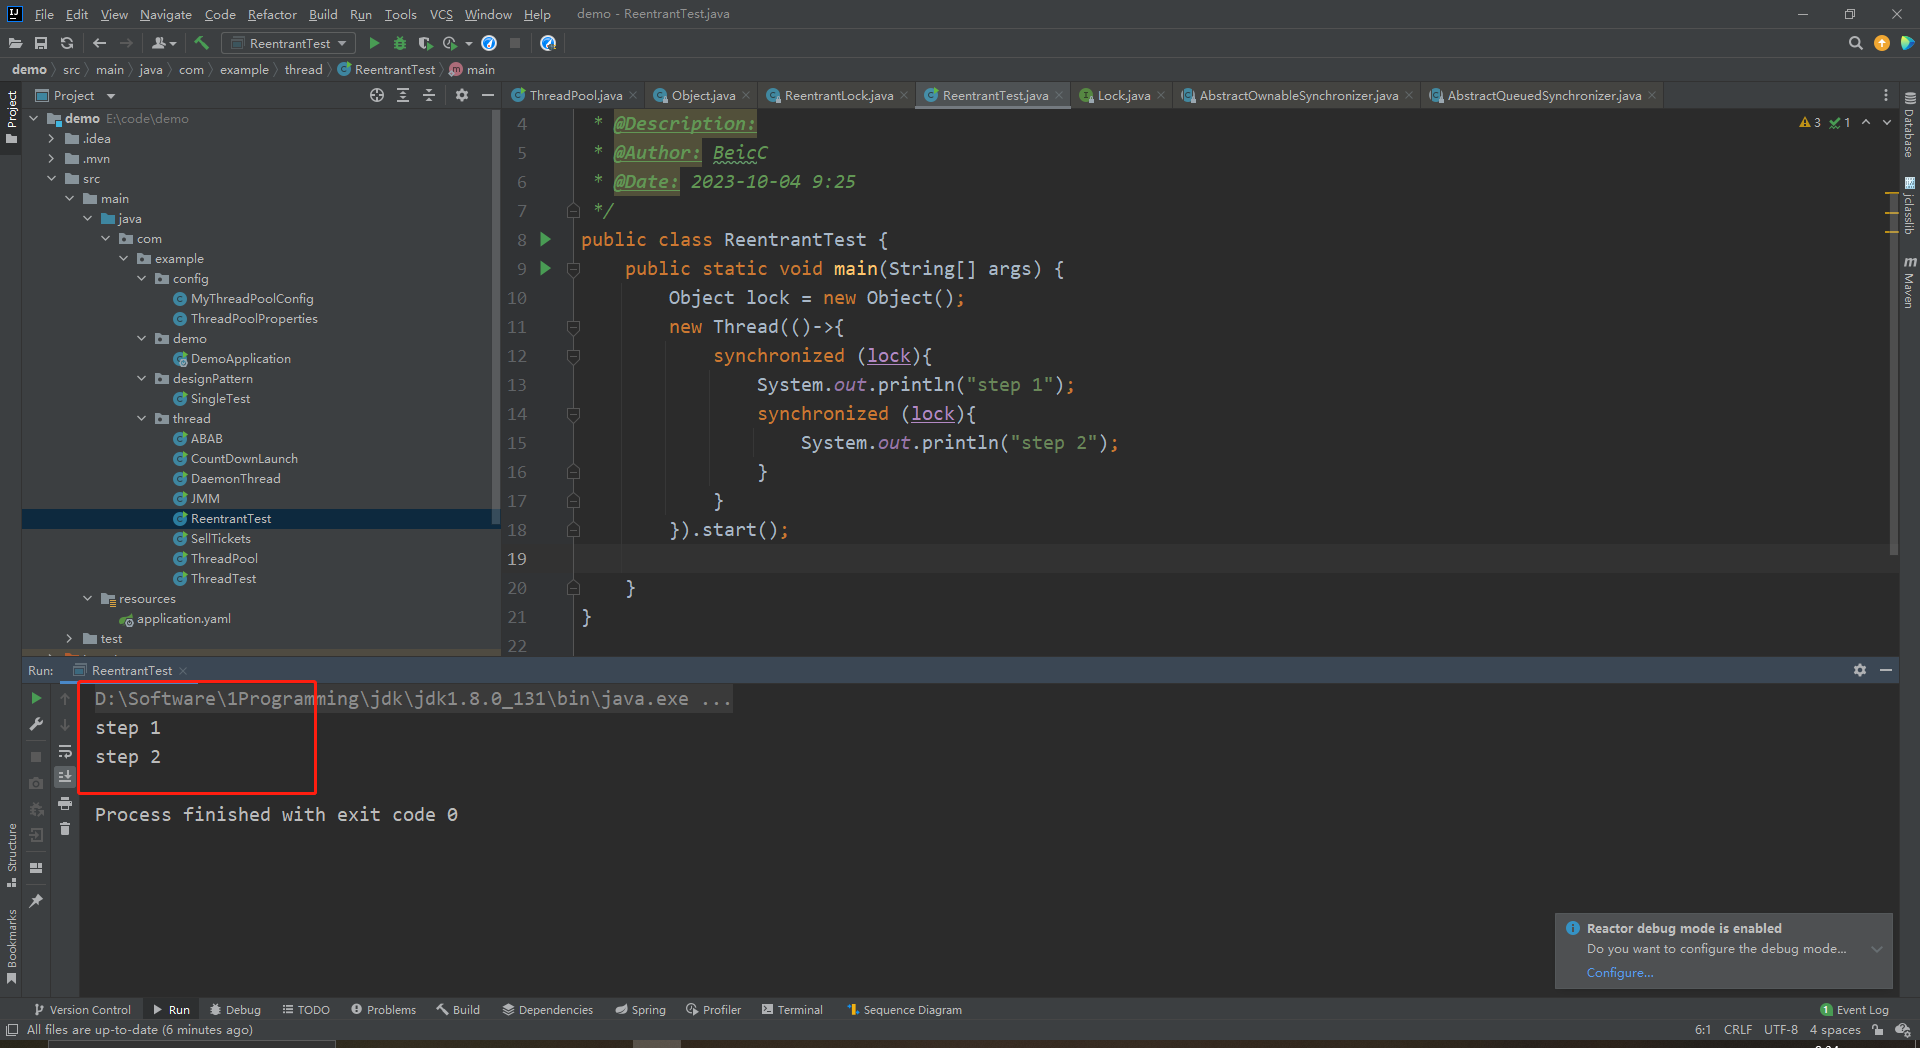 File Edit View Navigate Code Refactor Build Run Tools VCS Window Help demo - ReentrantTest.java
ReentrantTest
demo src main java com example thread ReentrantTest main
Project
ThreadPool.java Object.java ReentrantLock.java ReentrantTest.java Lock.java AbstractOwnableSynchronizer.java AbstractQueuedSynchronizer.java
Project
demo E:\code\demo
.idea
.mvn
src
main
java
com
example
config
MyThreadPoolConfig
ThreadPoolProperties
demo
DemoApplication
designPattern
SingleTest
thread
ABAB
CountDownLaunch
DaemonThread
JMM
ReentrantTest
SellTickets
ThreadPool
ThreadTest
resources
application.yaml
test
4 * @Description:
5 * @Author: BeicC
6 * @Date: 2023-10-04 9:25
7 */
8 public class ReentrantTest {
9 public static void main(String[] args) {
10 Object lock = new Object();
11 new Thread(()->{
12 synchronized (lock){
13 System.out.println("step 1");
14 synchronized (lock){
15 System.out.println("step 2");
16 }
17 }
18 }).start();
19
20 }
21 }
22
3 1
Database
jclasslib
Maven
Run: ReentrantTest
D:\Software\1Programming\jdk\jdk1.8.0_131\bin\java.exe ...
step 1
step 2
Process finished with exit code 0
Structure
Bookmarks
Reactor debug mode is enabled
Do you want to configure the debug mode...
Configure...
Version Control Run Debug TODO Problems Build Dependencies Spring Profiler Terminal Sequence Diagram 1 Event Log
All files are up-to-date (6 minutes ago) 6:1 CRLF UTF-8 4 spaces